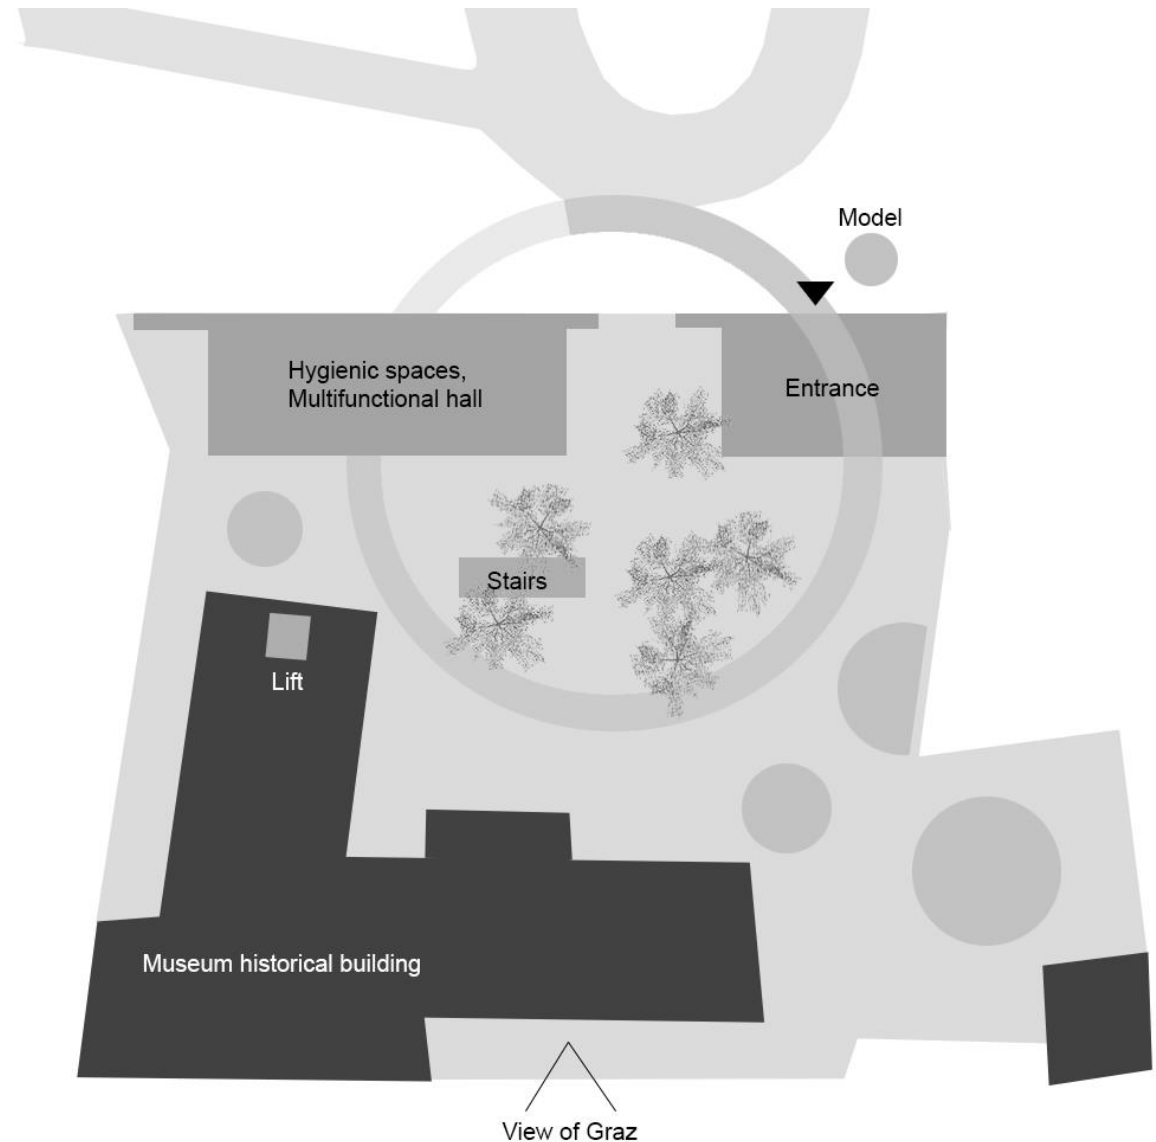 Model
Hygienic spaces,
Multifunctional hall
Entrance
Stairs
Lift
Museum historical building
View of Graz